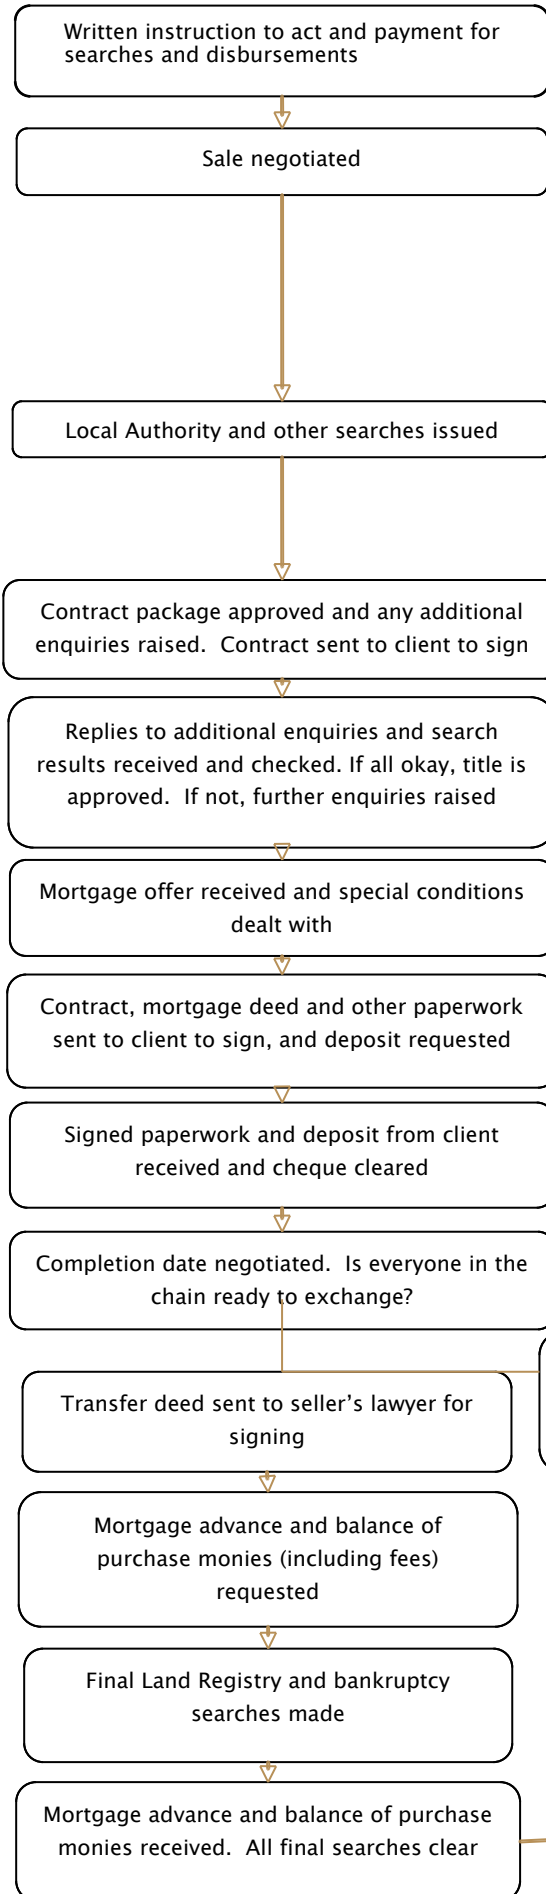 Written instruction to act and payment for
searches and disbursements
Sale negotiated
Local Authority and other searches issued
Contract package approved and any additional
enquiries raised.  Contract sent to client to sign
Replies to additional enquiries and search
results received and checked. If all okay, title is
approved.  If not, further enquiries raised
Mortgage offer received and special conditions
dealt with
Contract, mortgage deed and other paperwork
sent to client to sign, and deposit requested
Signed paperwork and deposit from client
received and cheque cleared
Completion date negotiated.  Is everyone in the
chain ready to exchange?
Transfer deed sent to seller’s lawyer for
signing
Mortgage advance and balance of
purchase monies (including fees)
requested
Final Land Registry and bankruptcy
searches made
Mortgage advance and balance of purchase
monies received.  All final searches clear